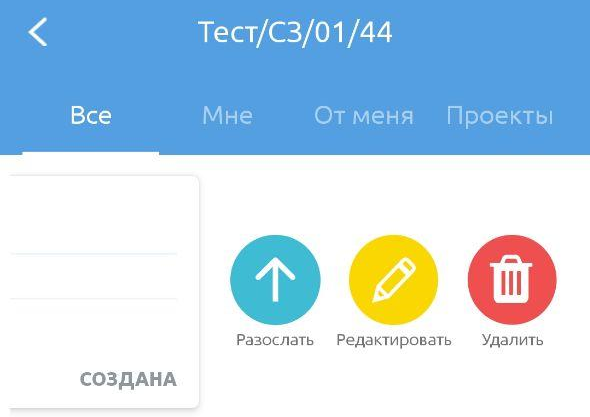 Тест/СЗ/01/44
Все Мне От меня Проекты
Разослать Редактировать Удалить
СОЗДАНА